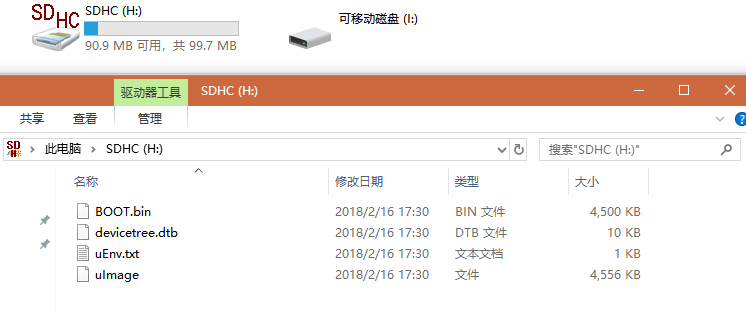 SDHC SDHC (H:)
90.9 MB 可用，共 99.7 MB
可移动磁盘 (I:)
驱动器工具 SDHC (H:)
共享 查看 管理
SD 此电脑 SDHC (H:) 搜索"SDHC (H:)"
名称 修改日期 类型 大小
BOOT.bin 2018/2/16 17:30 BIN 文件 4,500 KB
devicetree.dtb 2018/2/16 17:30 DTB 文件 10 KB
uEnv.txt 2018/2/16 17:30 文本文档 1 KB
uImage 2018/2/16 17:30 文件 4,556 KB